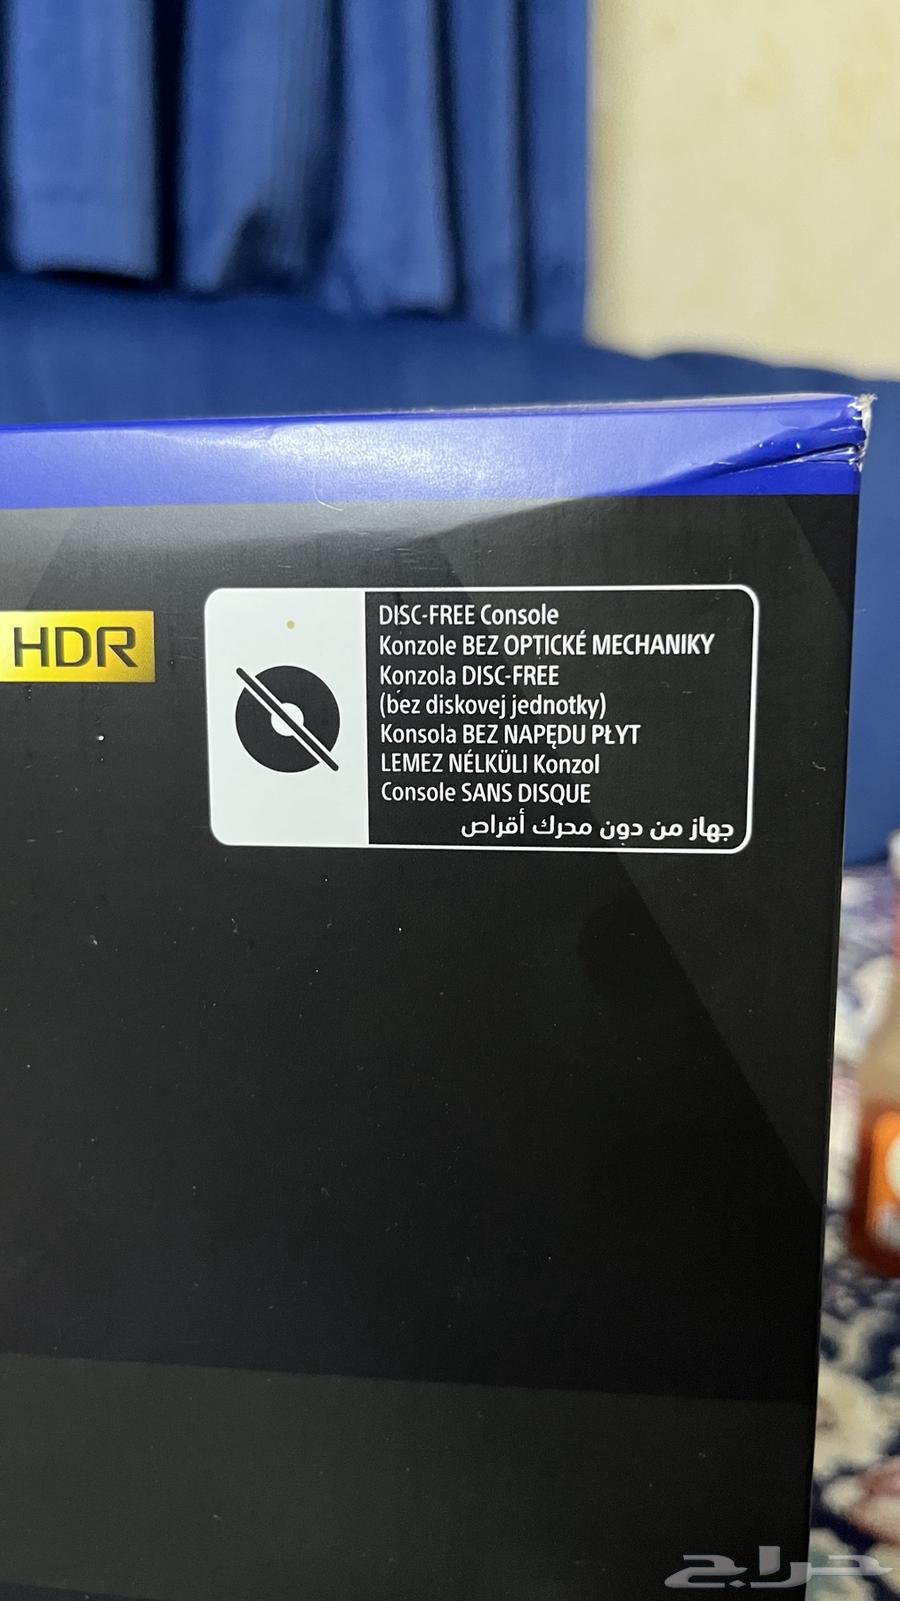 HDR
DISC-FREE Console
Konzole BEZ OPTICKÉ MECHANIKY
Konzola DISC-FREE
(bez diskovej jednotky)
Konsola BEZ NAPĘDU PŁYT
LEMEZ NÉLKÜLI Konzol
Console SANS DISQUE
جهاز من دون محرك أقراص
حراج